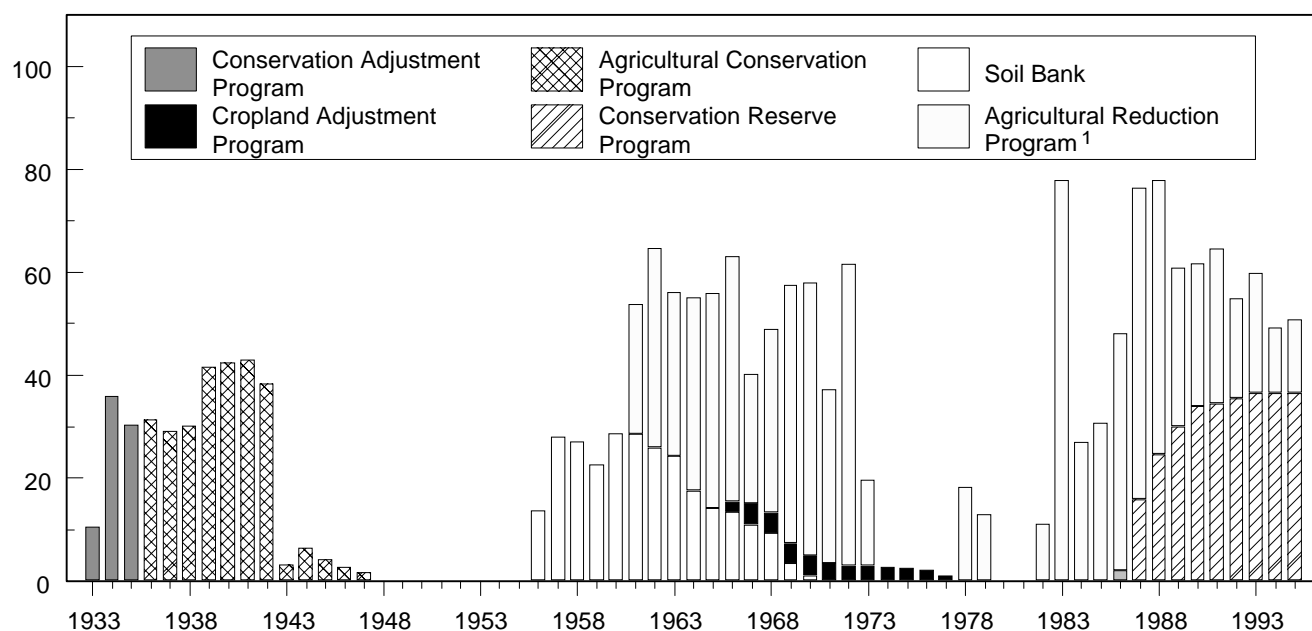 100
80
60
40
20
0
Conservation Adjustment
Program
Cropland Adjustment
Program
Agricultural Conservation
Program
Conservation Reserve
Program
Soil Bank
Agricultural Reduction
Program 1
1933 1938 1943 1948 1953 1958 1963 1968 1973 1978 1983 1988 1993